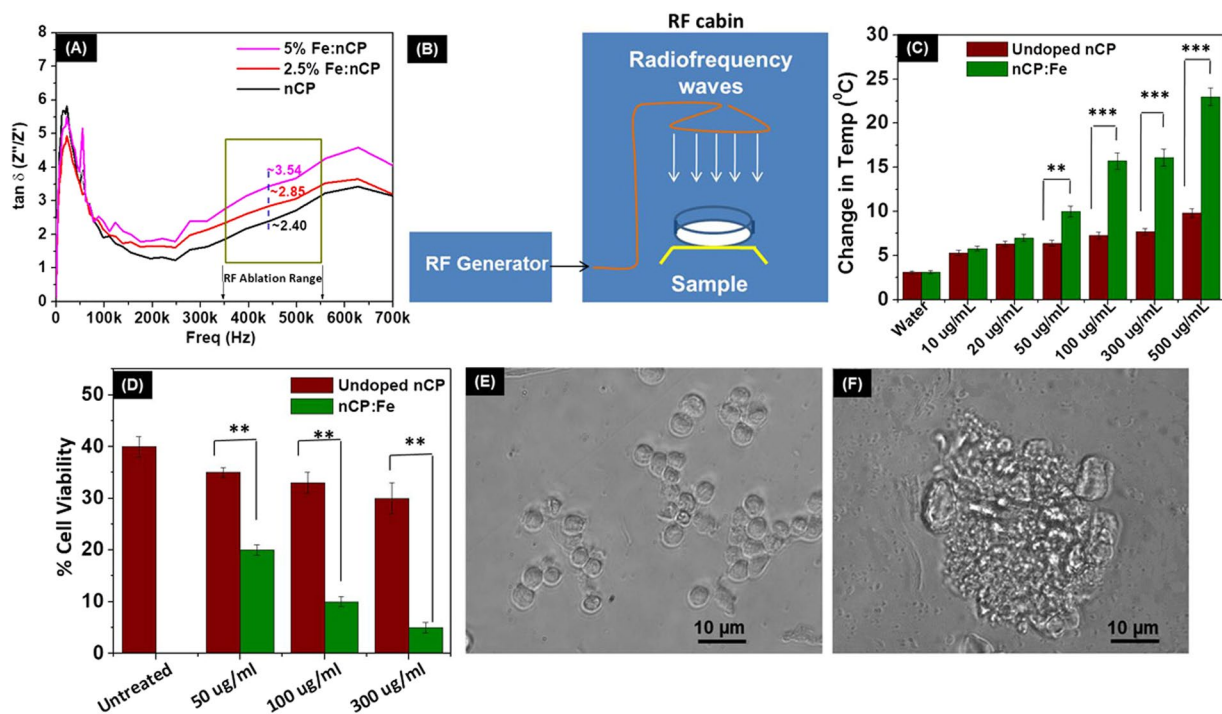 (A)
5% Fe:nCP
2.5% Fe:nCP
nCP
~3.54
~2.85
~2.40
RF Ablation Range
tan δ (Z''/Z')
8
7
6
5
4
3
2
1
0
0 100k 200k 300k 400k 500k 600k 700k
Freq (Hz)
(B)
RF cabin
Radiofrequency
waves
RF Generator
Sample
(C)
Undoped nCP
nCP:Fe
**
***
***
***
Change in Temp (⁰C)
30
25
20
15
10
5
0
Water
10 ug/mL
20 ug/mL
50 ug/mL
100 ug/mL
300 ug/mL
500 ug/mL
(D)
Undoped nCP
nCP:Fe
**
**
**
% Cell Viability
50
40
30
20
10
0
Untreated
50 ug/ml
100 ug/ml
300 ug/ml
(E)
10 µm
(F)
10 µm